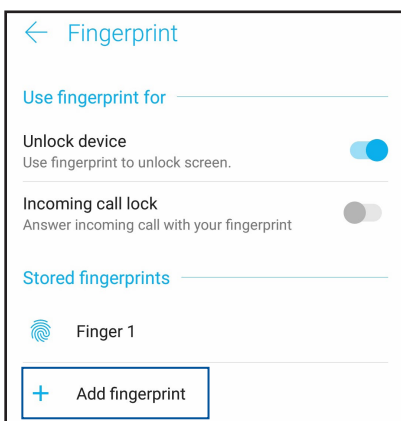 Fingerprint
Use fingerprint for
Unlock device
Use fingerprint to unlock screen.
Incoming call lock
Answer incoming call with your fingerprint
Stored fingerprints
Finger 1
Add fingerprint